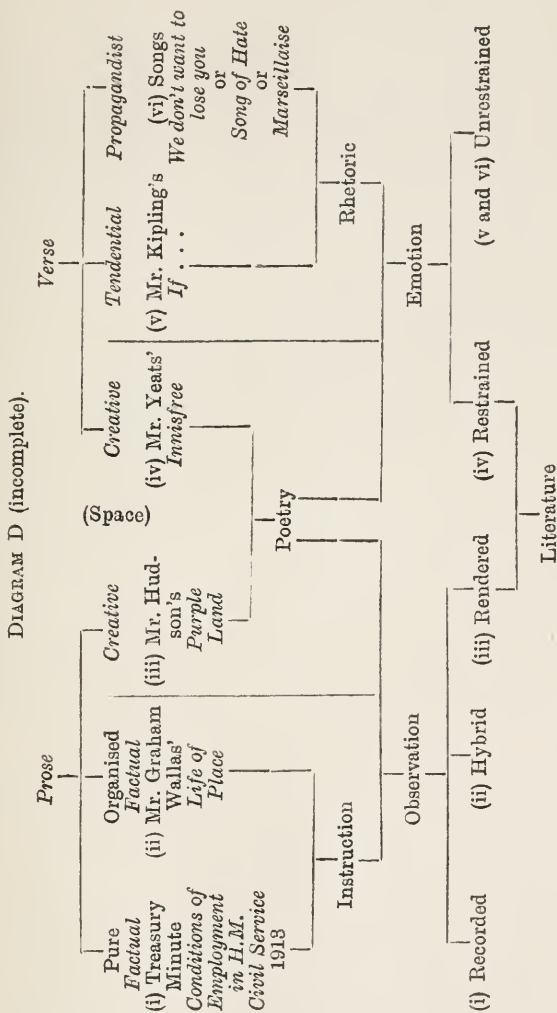 DIAGRAM D (incomplete).
Prose
Verse
Pure
Factual
(i) Treasury
Minute
Conditions of
Employment
in H.M.
Civil Service
1913
Organised
Factual
(ii) Mr. Graham
Wallas'
Life of
Place
Creative
(iii) Mr. Hud-
son's
Purple
Land
(Space)
Creative
(iv) Mr. Yeats'
Innisfree
Tendential
(v) Mr. Kipling's
If . . .
Propagandist
(vi) Songs
We don't want to
lose you
or
Song of Hate
or
Marseillaise
Instruction
Poetry
Rhetoric
Observation
Emotion
(i) Recorded
(ii) Hybrid
(iii) Rendered
(iv) Restrained
(v and vi) Unrestrained
Literature